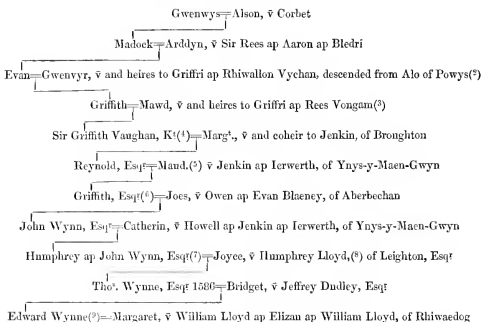 Gwenwys=Alson, ṽ Corbet
Madock=Arddyn, ṽ Sir Rees ap Aaron ap Bledri
Evan=Gwenvyr, ṽ and heires to Griffri ap Rhiwallon Vychan, descended from Alo of Powys(²)
Griffith=Mawd, ṽ and heires to Griffri ap Rees Vongam(³)
Sir Griffith Vaughan, Kᵗ(⁴)=Margᵗ., ṽ and coheir to Jenkin, of Bronghton
Reynold, Esqʳ=Maud,(⁵) ṽ Jenkin ap Ierwerth, of Ynys-y-Maen-Gwyn
Griffith, Esqʳ(⁶)=Joes, ṽ Owen ap Evan Blaeney, of Aberbechan
John Wynn, Esqʳ=Catherin, ṽ Howell ap Jenkin ap Ierwerth, of Ynys-y-Maen-Gwyn
Humphrey ap John Wynn, Esqʳ(⁷)=Joyce, ṽ Humphrey Lloyd,(⁸) of Leighton, Esqʳ
Thoˢ. Wynne, Esqʳ 1586=Bridget, ṽ Jeffrey Dudley, Esqʳ
Edward Wynne(⁹)=Margaret, ṽ William Lloyd ap Elizan ap William Lloyd, of Rhiwaedog